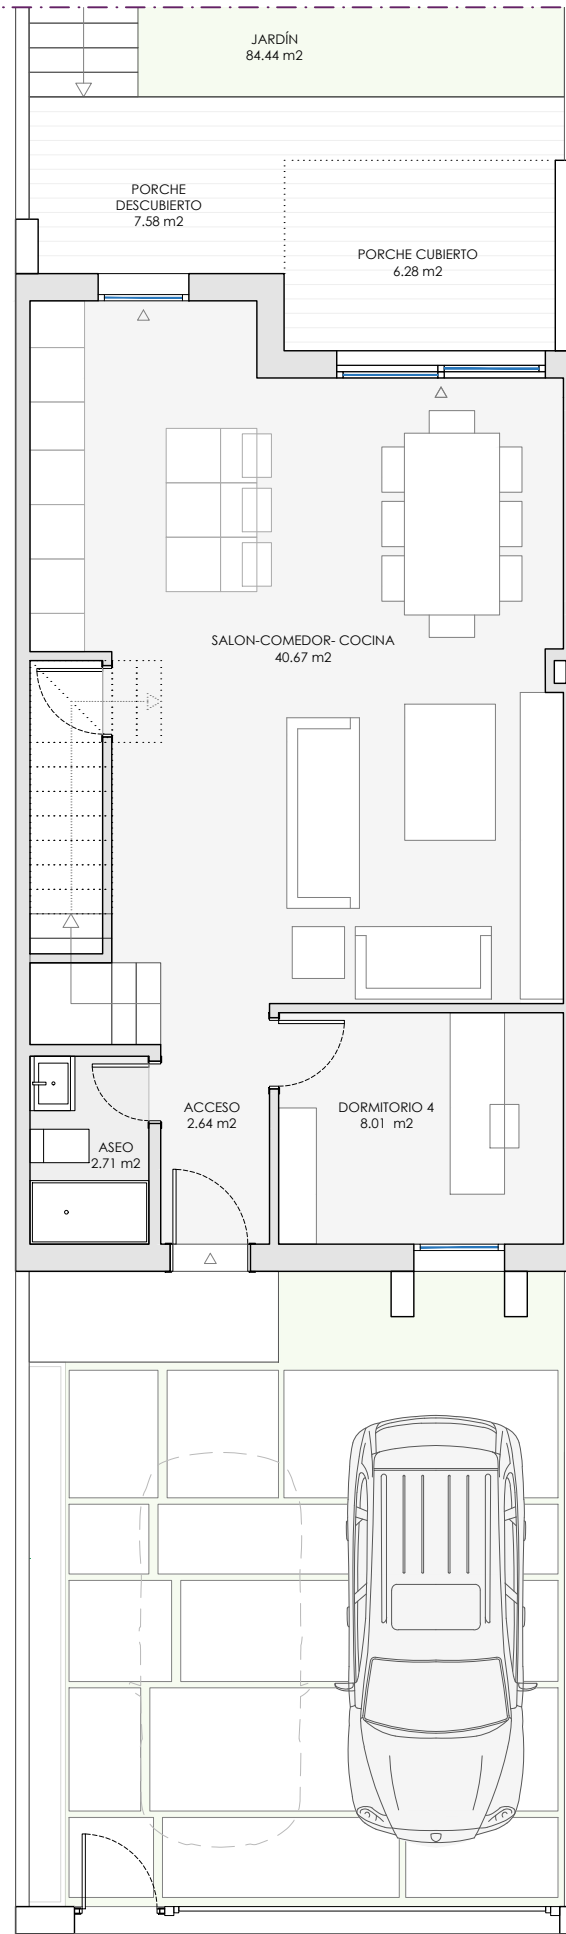 JARDÍN
84.44 m2
PORCHE
DESCUBIERTO
7.58 m2
PORCHE CUBIERTO
6.28 m2
SALON-COMEDOR- COCINA
40.67 m2
ACCESO
2.64 m2
DORMITORIO 4
8.01 m2
ASEO
2.71 m2